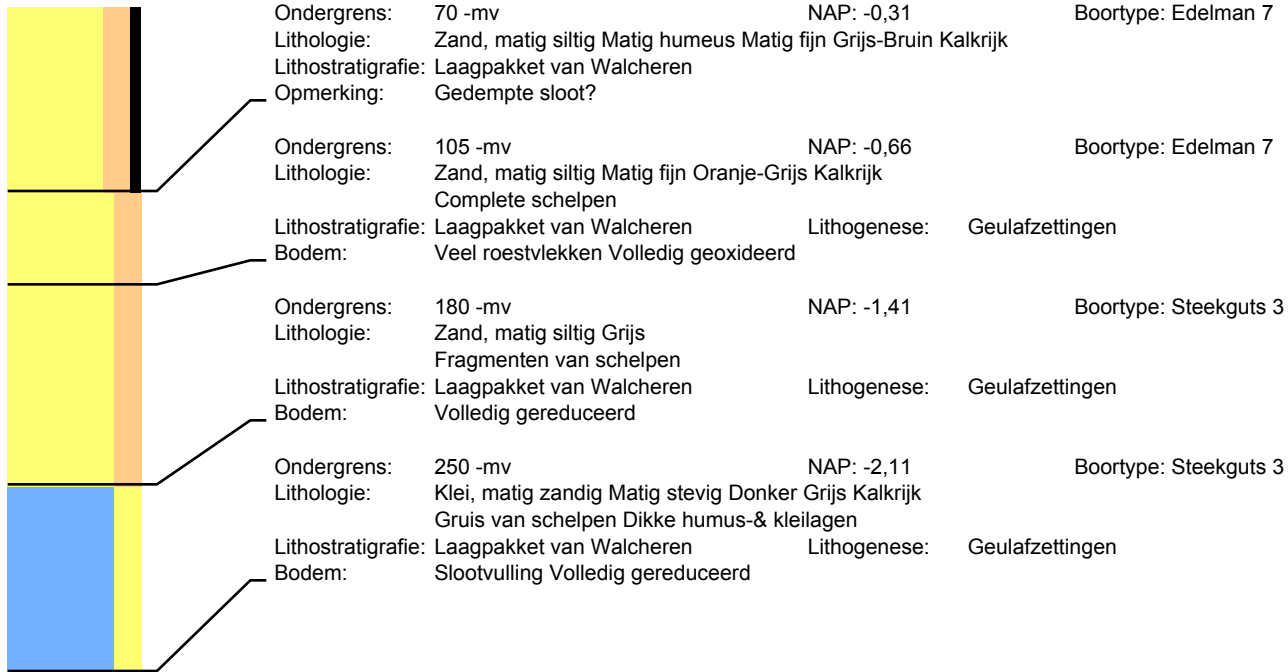 Ondergrens: 70 -mv NAP: -0,31 Boortype: Edelman 7
Lithologie: Zand, matig siltig Matig humeus Matig fijn Grijs-Bruin Kalkrijk
Lithostratigrafie: Laagpakket van Walcheren
Opmerking: Gedempte sloot?
Ondergrens: 105 -mv NAP: -0,66 Boortype: Edelman 7
Lithologie: Zand, matig siltig Matig fijn Oranje-Grijs Kalkrijk
Complete schelpen
Lithostratigrafie: Laagpakket van Walcheren Lithogenese: Geulafzettingen
Bodem: Veel roestvlekken Volledig geoxideerd
Ondergrens: 180 -mv NAP: -1,41 Boortype: Steekguts 3
Lithologie: Zand, matig siltig Grijs
Fragmenten van schelpen
Lithostratigrafie: Laagpakket van Walcheren Lithogenese: Geulafzettingen
Bodem: Volledig gereduceerd
Ondergrens: 250 -mv NAP: -2,11 Boortype: Steekguts 3
Lithologie: Klei, matig zandig Matig stevig Donker Grijs Kalkrijk
Gruis van schelpen Dikke humus-& kleilagen
Lithostratigrafie: Laagpakket van Walcheren Lithogenese: Geulafzettingen
Bodem: Slootvulling Volledig gereduceerd